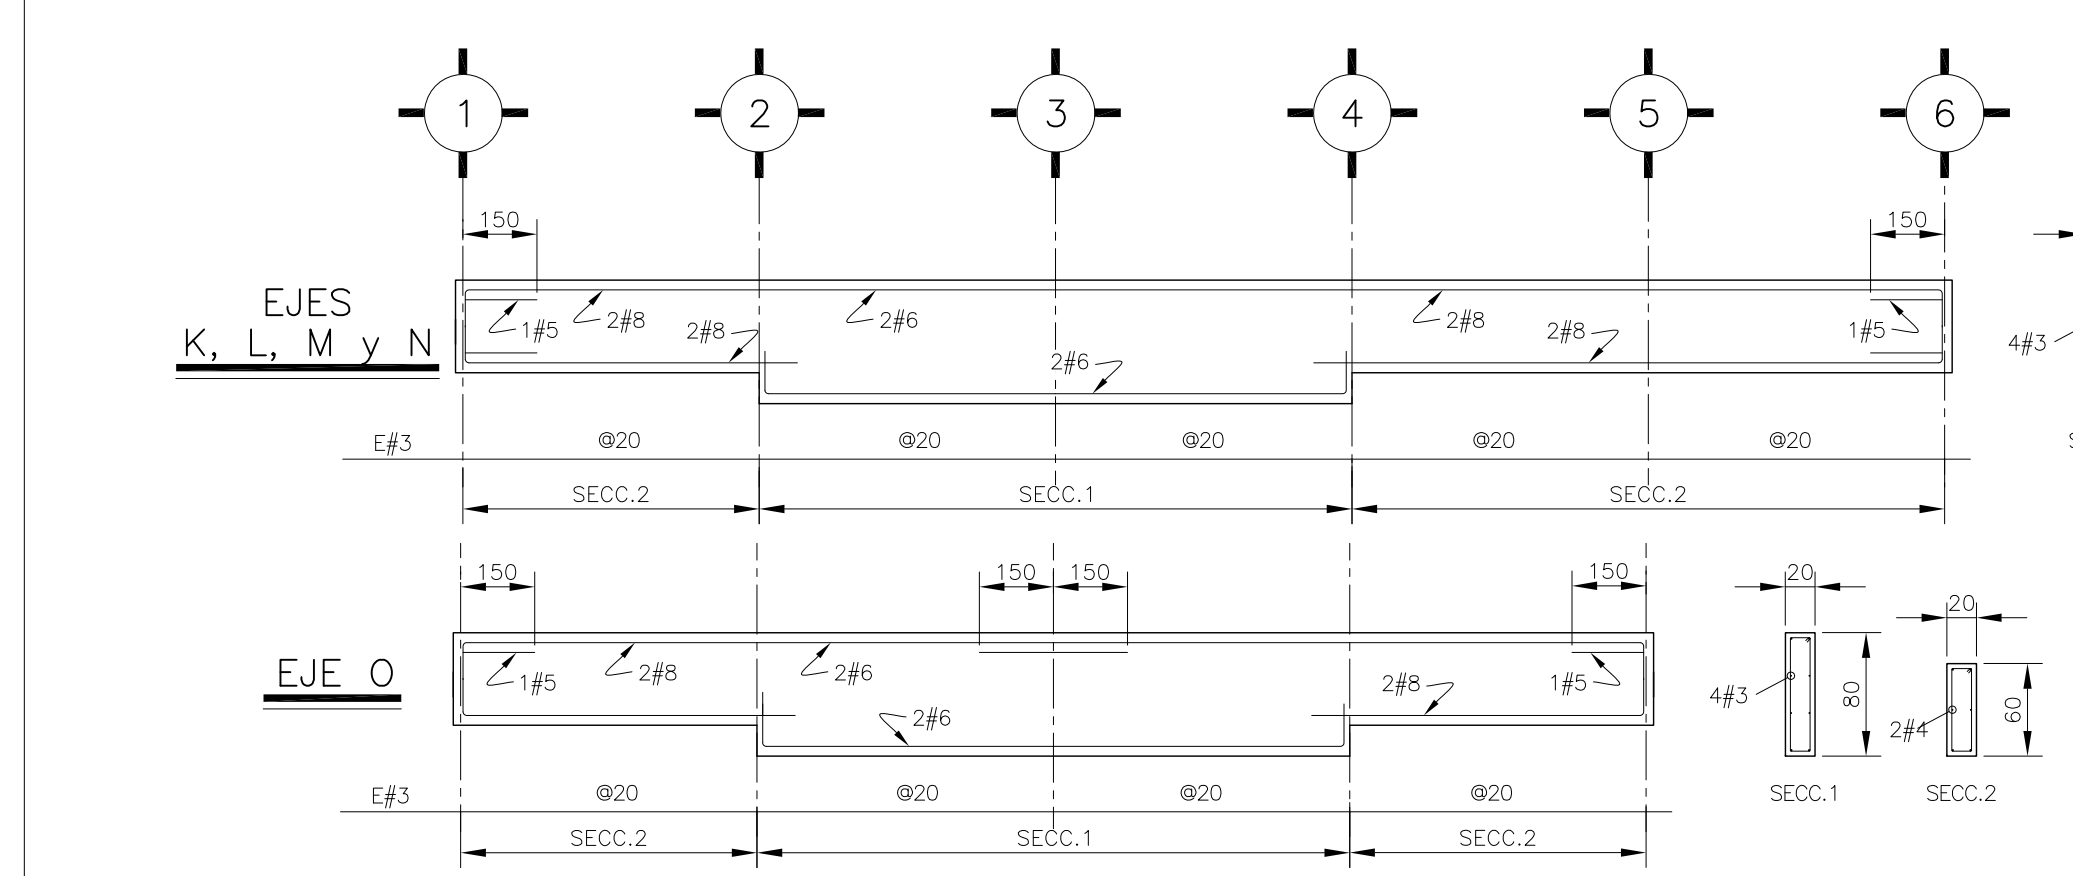 1 2 3 4 5 6
150 150
EJES
K, L, M y N
1#5 2#8 2#8 2#6 2#6 2#8 2#8 1#5 4#3
E#3 @20 @20 @20 @20 @20
SECC.2 SECC.1 SECC.2
150 150 150 150 20 20
EJE O
1#5 2#8 2#6 2#6 2#8 1#5 4#3 80 2#4 60
E#3 @20 @20 @20 @20 SECC.1 SECC.2
SECC.2 SECC.1 SECC.2